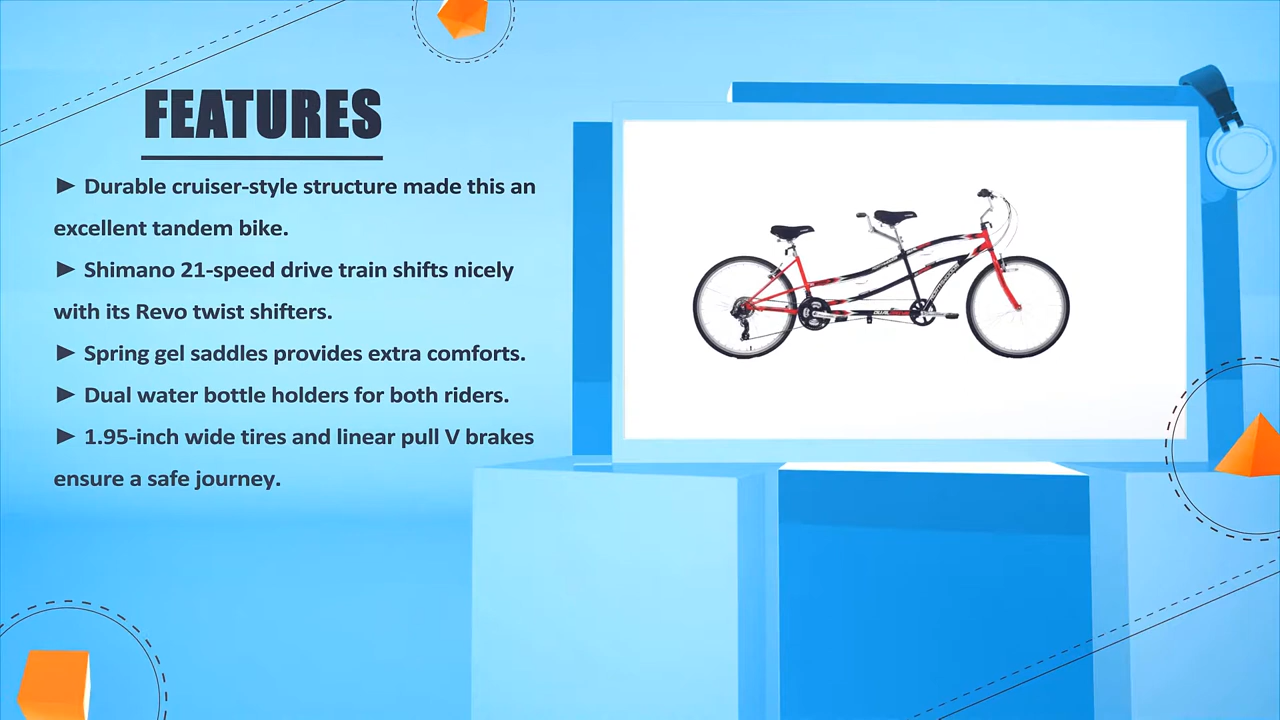 FEATURES
► Durable cruiser-style structure made this an
excellent tandem bike.
► Shimano 21-speed drive train shifts nicely
with its Revo twist shifters.
► Spring gel saddles provides extra comforts.
► Dual water bottle holders for both riders.
► 1.95-inch wide tires and linear pull V brakes
ensure a safe journey.